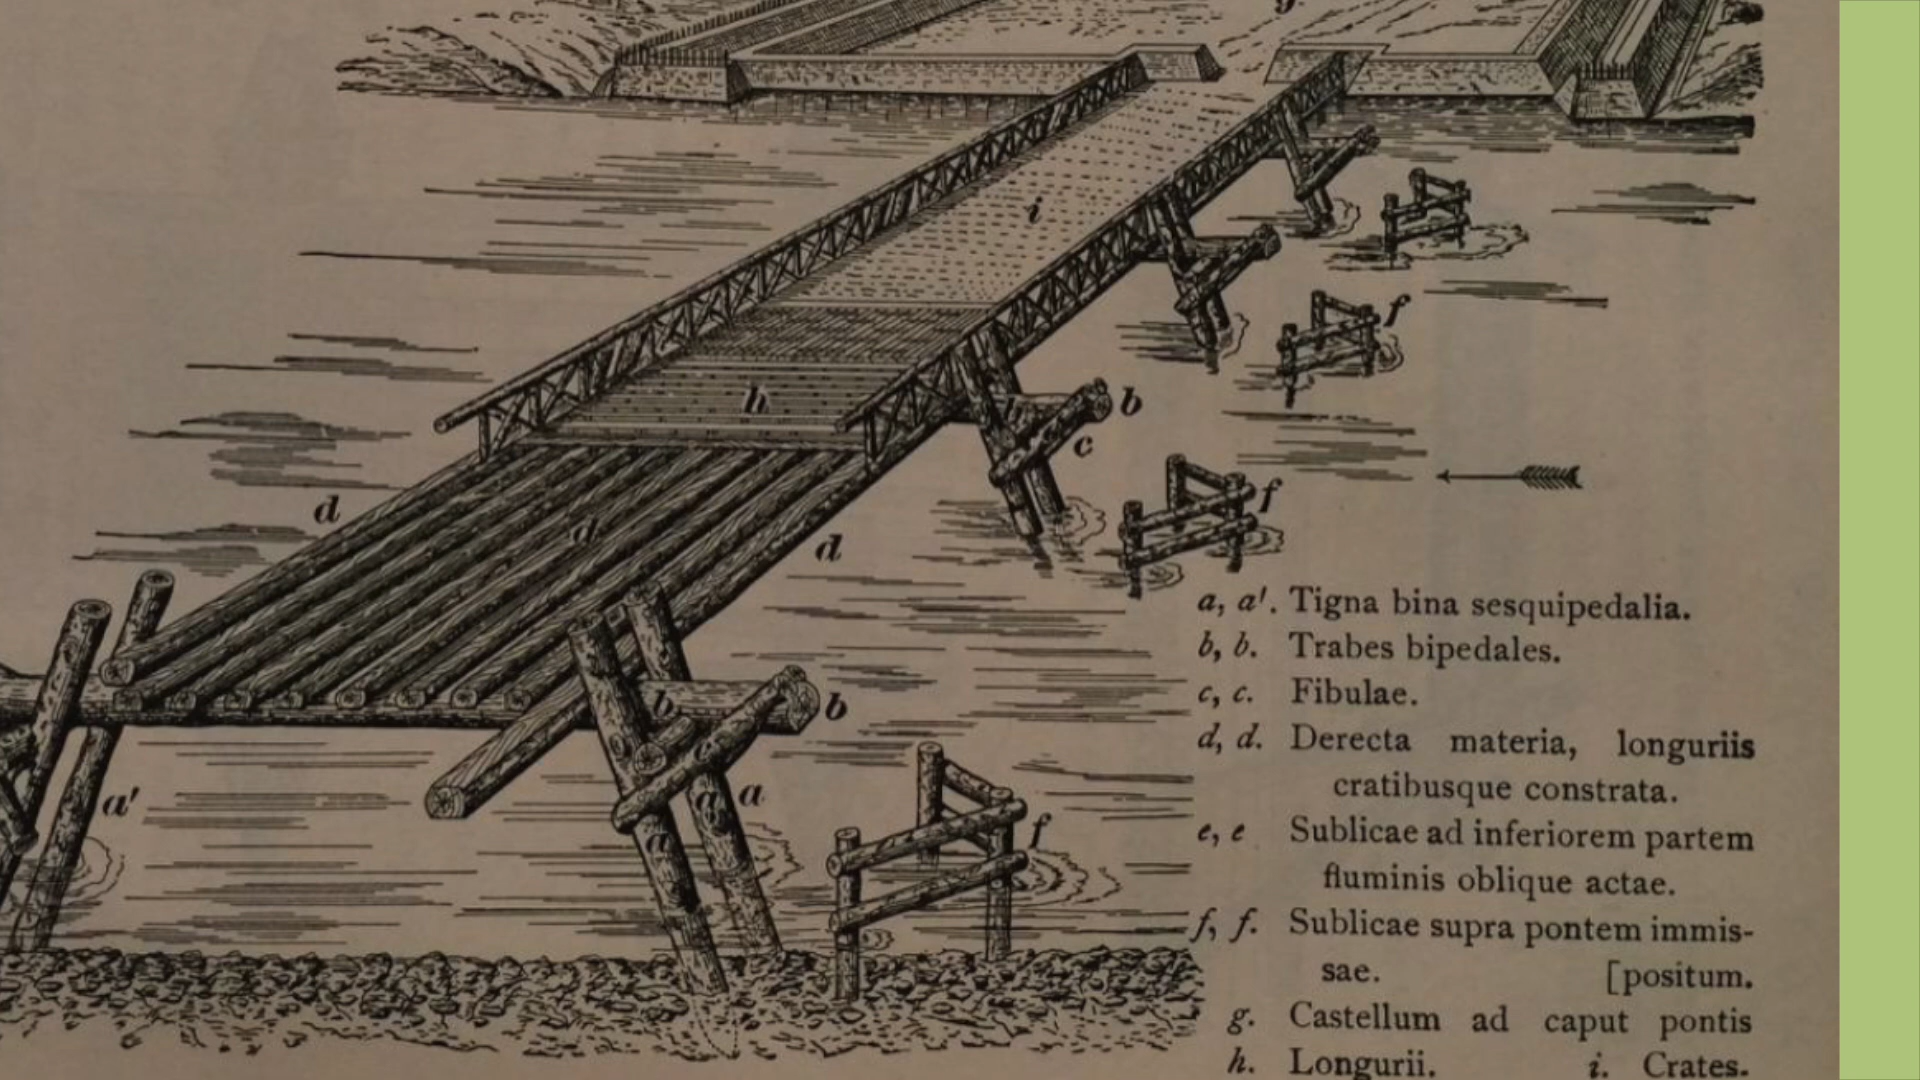 g.
i
f
h
b
c
d
f
d
d
b
b
a'
a
a
f
a
a, a'. Tigna bina sesquipedalia.
b, b. Trabes bipedales.
c, c. Fibulae.
d, d. Derecta materia, longuriis
cratibusque constrata.
e, e Sublicae ad inferiorem partem
fluminis oblique actae.
f, f. Sublicae supra pontem immis-
sae. [positum.
g. Castellum ad caput pontis
h. Longurii. i. Crates.